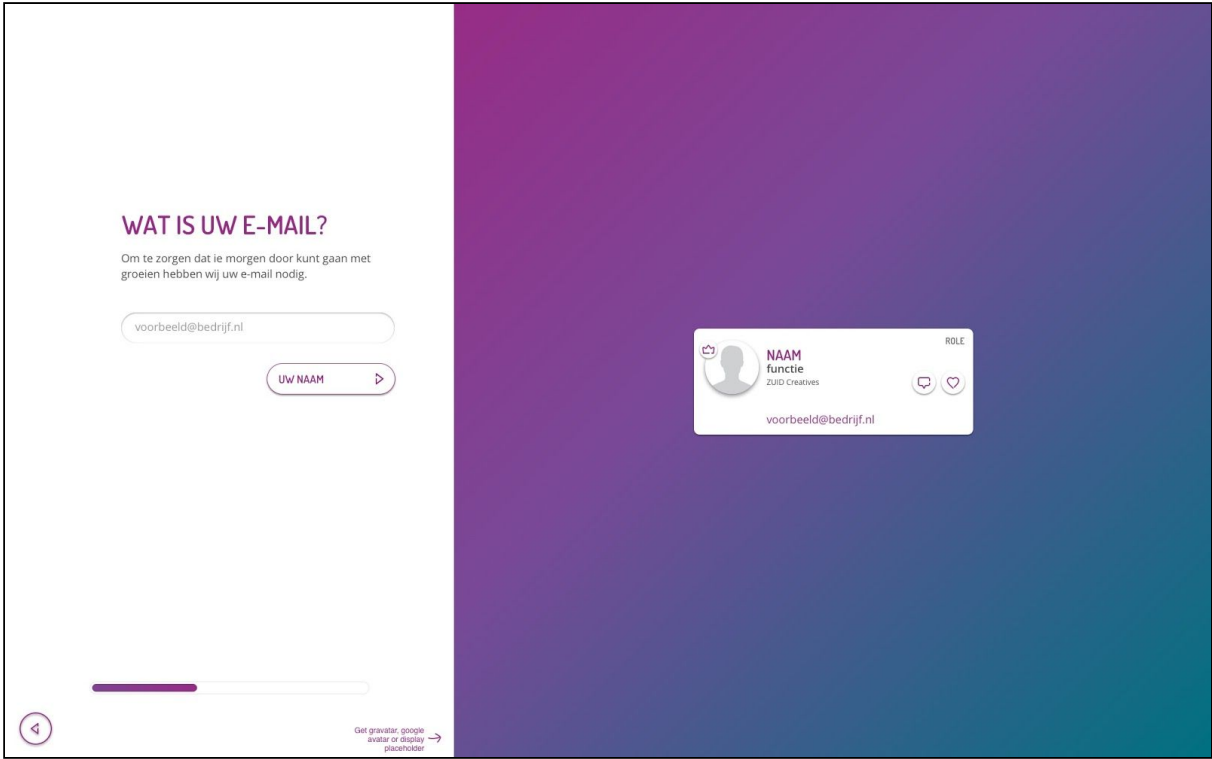 WAT IS UW E-MAIL?
Om te zorgen dat ie morgen door kunt gaan met
groeien hebben wij uw e-mail nodig.
voorbeeld@bedrijf.nl
UW NAAM
Get gravatar, google
avatar or display
placeholder
ROLE
NAAM
functie
ZUID Creatives
voorbeeld@bedrijf.nl